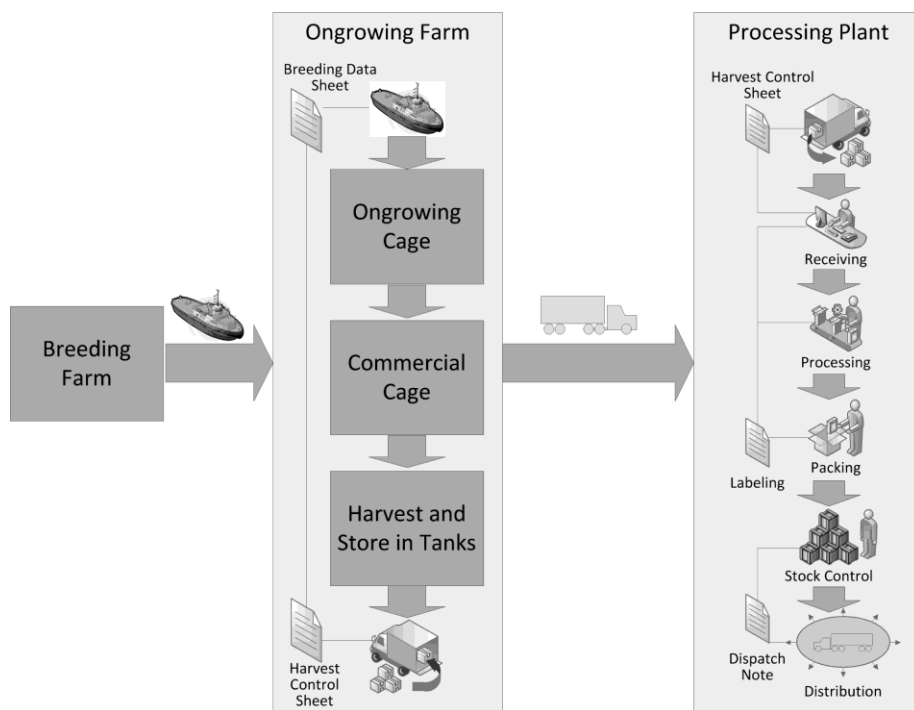 Breeding
Farm
Ongrowing Farm
Breeding Data
Sheet
Ongrowing
Cage
Commercial
Cage
Harvest and
Store in Tanks
Harvest
Control
Sheet
Processing Plant
Harvest Control
Sheet
Receiving
Processing
Labeling
Packing
Stock Control
Dispatch
Note
Distribution